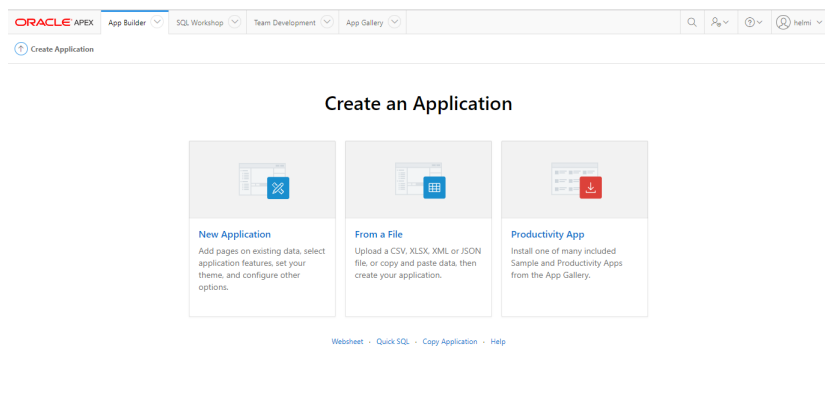 ORACLE APEX App Builder SQL Workshop Team Development App Gallery helmi
Create Application
Create an Application
New Application
Add pages on existing data, select
application features, set your
theme, and configure other
options.
From a File
Upload a CSV, XLSX, XML or JSON
file, or copy and paste data, then
create your application.
Productivity App
Install one of many included
Sample and Productivity Apps
from the App Gallery.
Websheet - Quick SQL - Copy Application - Help